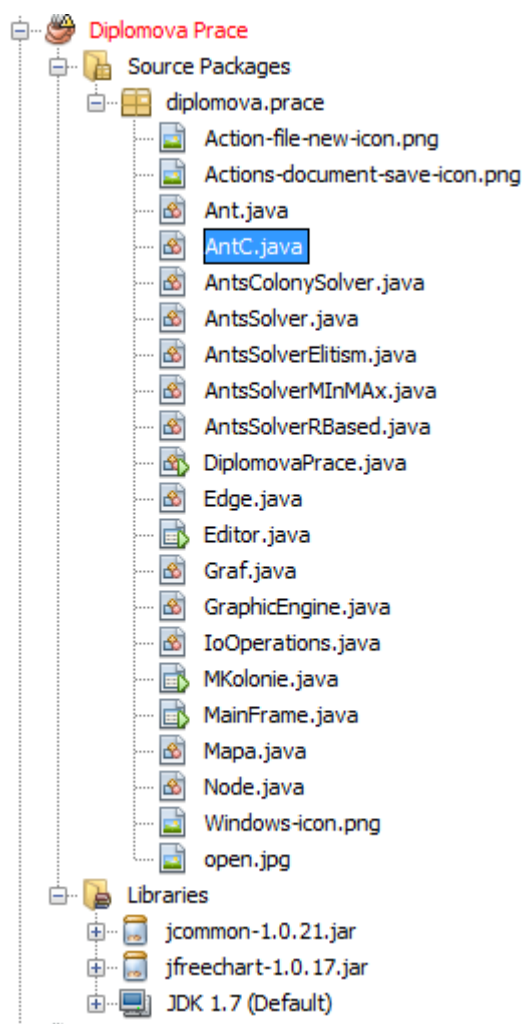 Diplomova Prace
Source Packages
diplomova.prace
Action-file-new-icon.png
Actions-document-save-icon.png
Ant.java
AntC.java
AntsColonySolver.java
AntsSolver.java
AntsSolverElitism.java
AntsSolverMInMAx.java
AntsSolverRBased.java
DiplomovaPrace.java
Edge.java
Editor.java
Graf.java
GraphicEngine.java
IoOperations.java
MKolonie.java
MainFrame.java
Mapa.java
Node.java
Windows-icon.png
open.jpg
Libraries
jcommon-1.0.21.jar
jfreechart-1.0.17.jar
JDK 1.7 (Default)